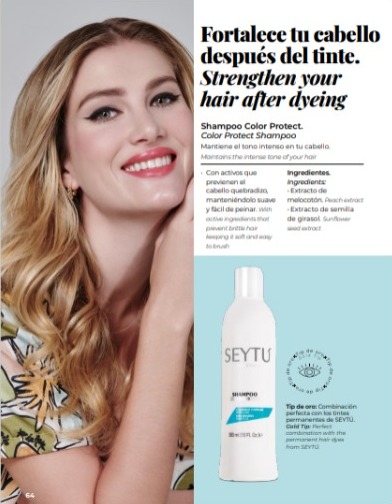 Fortalece tu cabello
después del tinte.
Strengthen your
hair after dyeing
Shampoo Color Protect.
Color Protect Shampoo
Mantiene el tono intenso en tu cabello.
Maintains the intense tone of your hair
› Con activos que
previenen el
cabello quebradizo,
manteniéndolo suave
y fácil de peinar. With
active ingredients that
prevent brittle hair
keeping it soft and easy
to brush
Ingredientes.
Ingredients:
› Extracto de
melocotón. Peach extract
› Extracto de semilla
de girasol. Sunflower
seed extract
SEYTÚ
SHAMPOO
Tip de oro
Tip de oro: Combinación
perfecta con los tintes
permanentes de SEYTÚ.
Gold Tip: Perfect
combination with the
permanent hair dyes
from SEYTÚ.
64